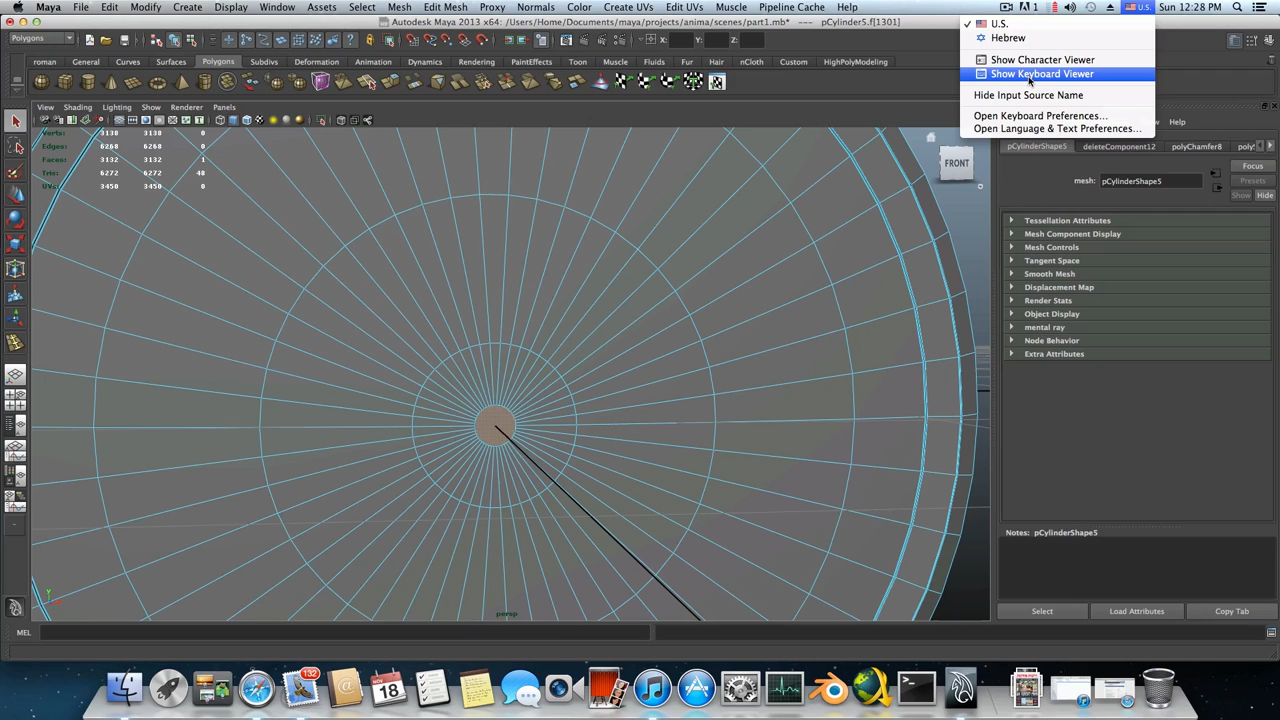 Maya File Edit Modify Create Display Window Assets Select Mesh Edit Mesh Proxy Normals Color Create UVs Edit UVs Muscle Pipeline Cache 1 U.S. Sun 12:28 PM
Autodesk Maya 2013 x64: /Users/Home/Documents/maya/projects/anima/scenes/part1.mb* --- pCylinder5.f[1301]
U.S.
Hebrew
Show Character Viewer
Show Keyboard Viewer
Hide Input Source Name
Open Keyboard Preferences...
Open Language & Text Preferences...
Polygons X: Y: Z:
roman General Curves Surfaces Polygons Subdivs Deformation Animation Dynamics Rendering PaintEffects Toon Muscle Fluids Fur Hair nCloth Custom HighPolyModeling
View Shading Lighting Show Renderer Panels
Help
Verts: 3138 3138 0
Edges: 6268 6268 0
Faces: 3132 3132 1
Tris: 6272 6272 48
UVs: 3450 3450 0
FRONT
pCylinderShape5 deleteComponent12 polyChamfer8
Focus
mesh: pCylinderShape5
Presets
Show Hide
Tessellation Attributes
Mesh Component Display
Mesh Controls
Tangent Space
Smooth Mesh
Displacement Map
Render Stats
Object Display
mental ray
Node Behavior
Extra Attributes
Notes: pCylinderShape5
Y
persp
Select Load Attributes Copy Tab
MEL
132
18